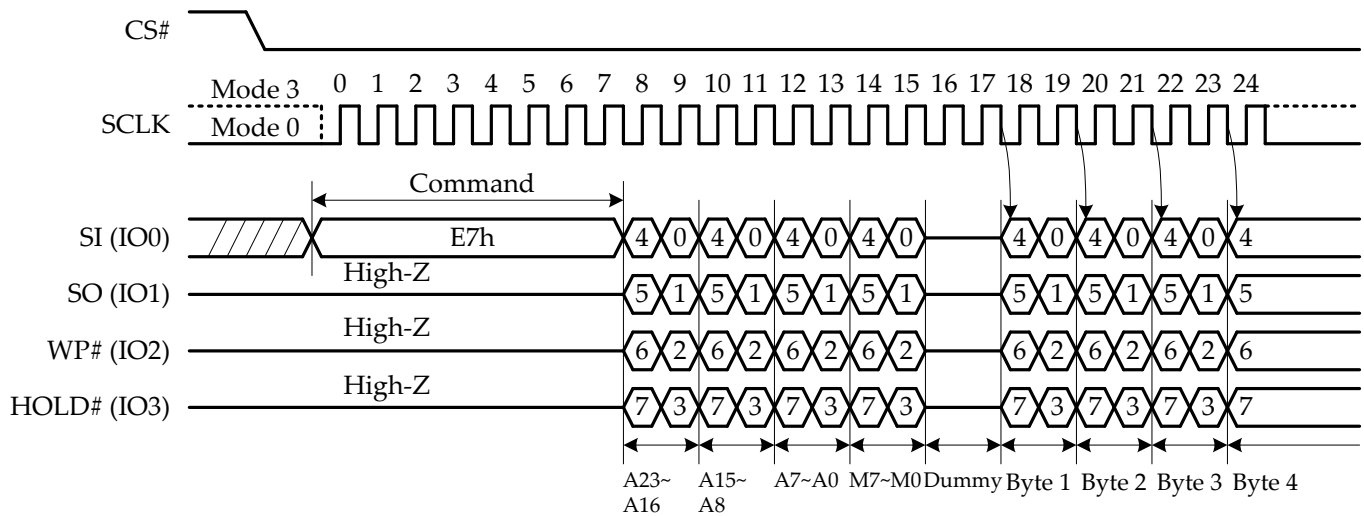 CS#
0 1 2 3 4 5 6 7 8 9 10 11 12 13 14 15 16 17 18 19 20 21 22 23 24
Mode 3
SCLK
Mode 0
Command
SI (IO0) E7h 4 0 4 0 4 0 4 0 4 0 4 0 4 0 4
High-Z
SO (IO1) 5 1 5 1 5 1 5 1 5 1 5 1 5 1 5
High-Z
WP# (IO2) 6 2 6 2 6 2 6 2 6 2 6 2 6 2 6
High-Z
HOLD# (IO3) 7 3 7 3 7 3 7 3 7 3 7 3 7 3 7
A23~ A15~ A7~A0 M7~M0 Dummy Byte 1 Byte 2 Byte 3 Byte 4
A16 A8